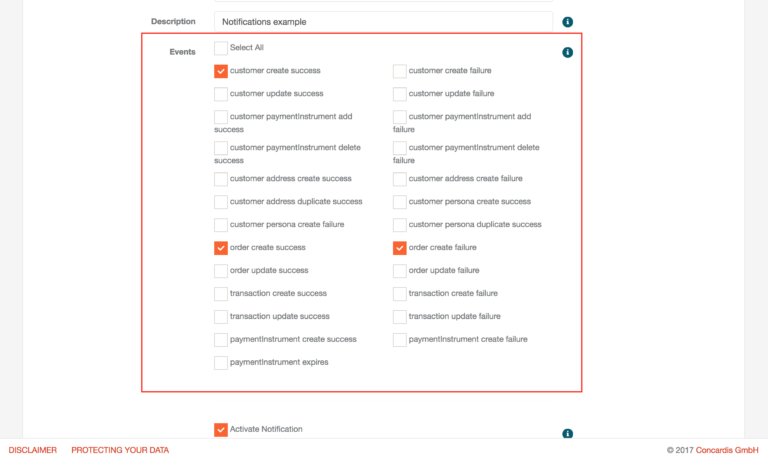 Description Notifications example
Events Select All
customer create success customer create failure
customer update success customer update failure
customer paymentInstrument add customer paymentInstrument add
success failure
customer paymentInstrument delete customer paymentInstrument delete
success failure
customer address create success customer address create failure
customer address duplicate success customer persona create success
customer persona create failure customer persona duplicate success
order create success order create failure
order update success order update failure
transaction create success transaction create failure
transaction update success transaction update failure
paymentInstrument create success paymentInstrument create failure
paymentInstrument expires
Activate Notification
DISCLAIMER PROTECTING YOUR DATA © 2017 Concardis GmbH